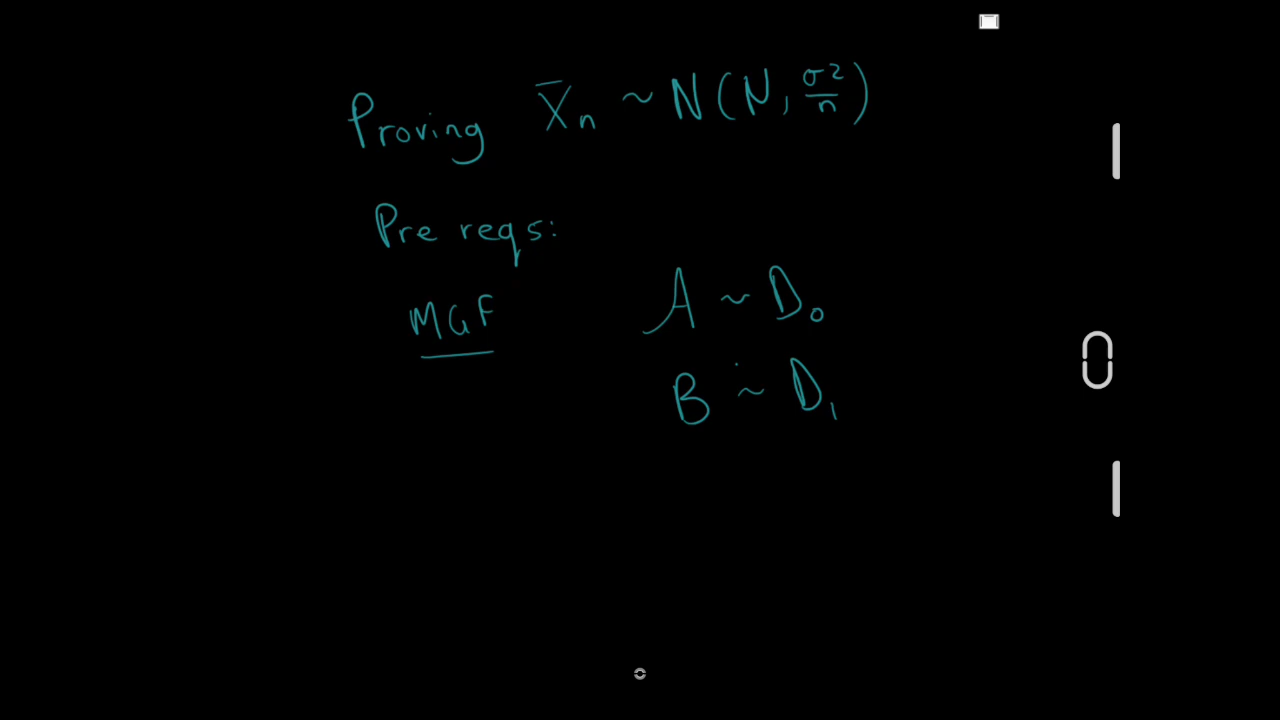 Proving X̄ₙ ~ N(N, σ²/n)
Pre reqs:
MGF
A ~ D₀
B ~ D₁